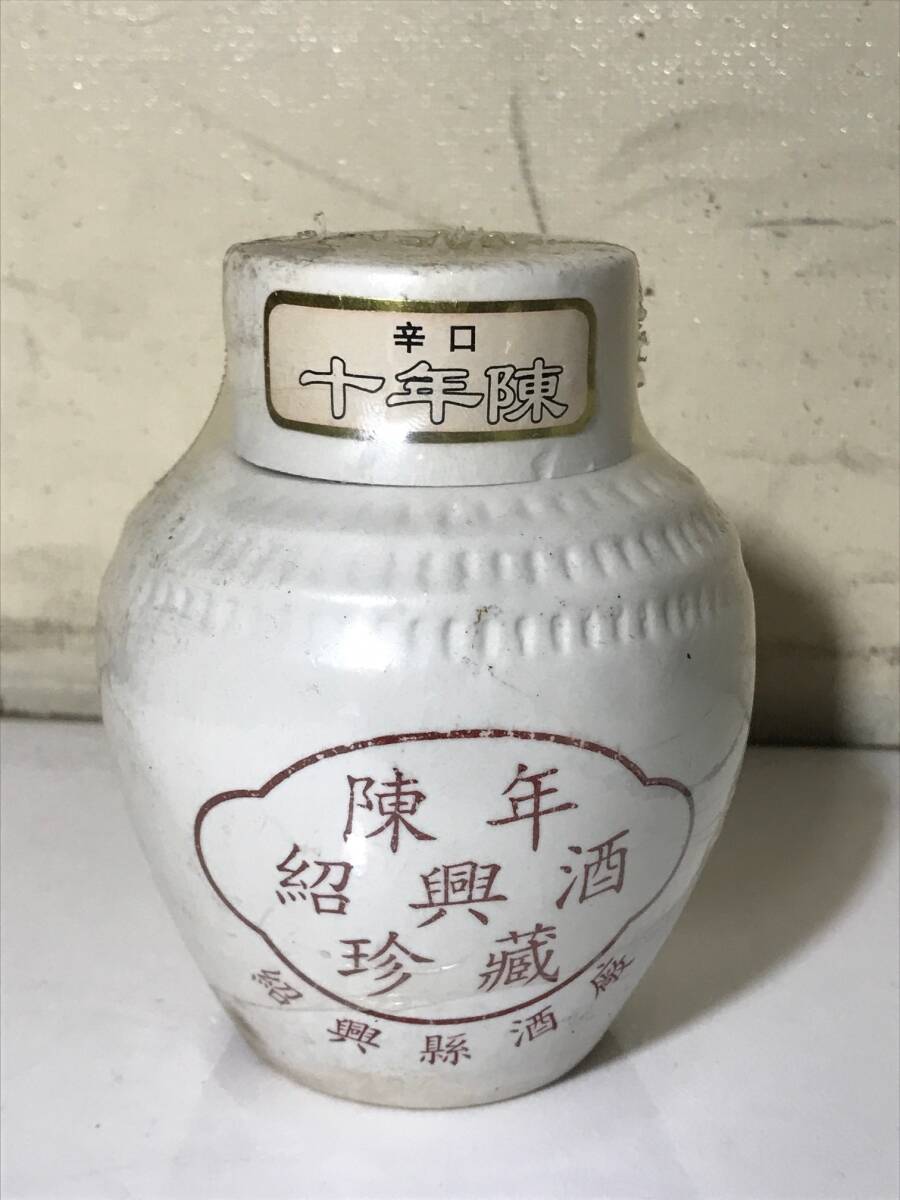 辛口
十年陳
陳年
紹興酒
珍藏
紹興縣酒廠